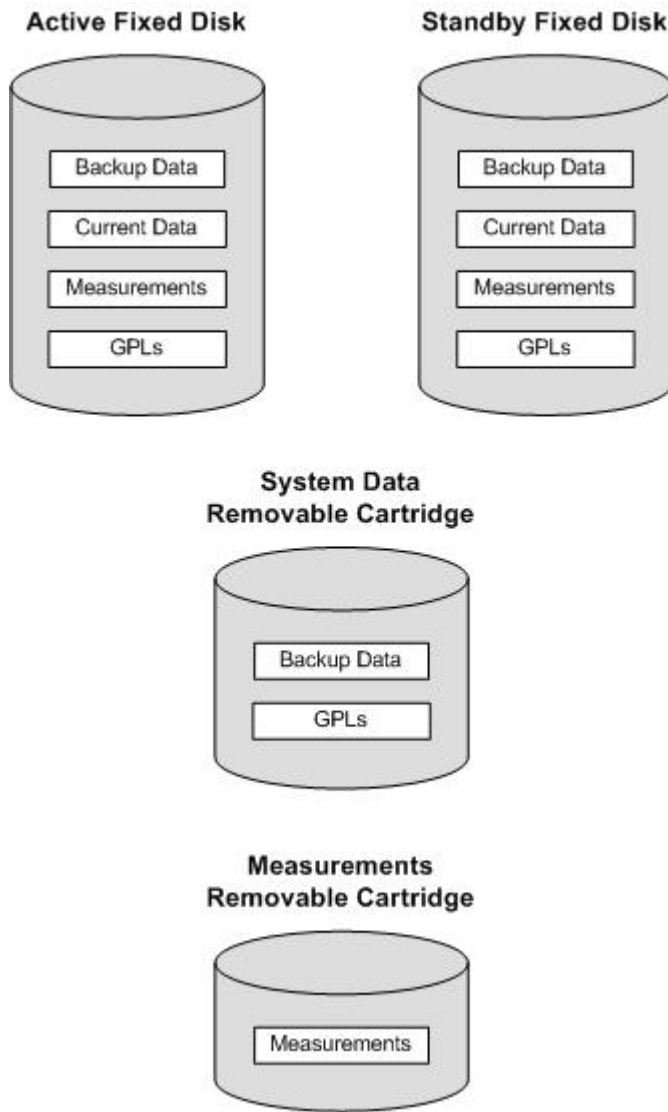 Active Fixed Disk
Standby Fixed Disk
Backup Data
Current Data
Measurements
GPLs
Backup Data
Current Data
Measurements
GPLs
System Data
Removable Cartridge
Backup Data
GPLs
Measurements
Removable Cartridge
Measurements